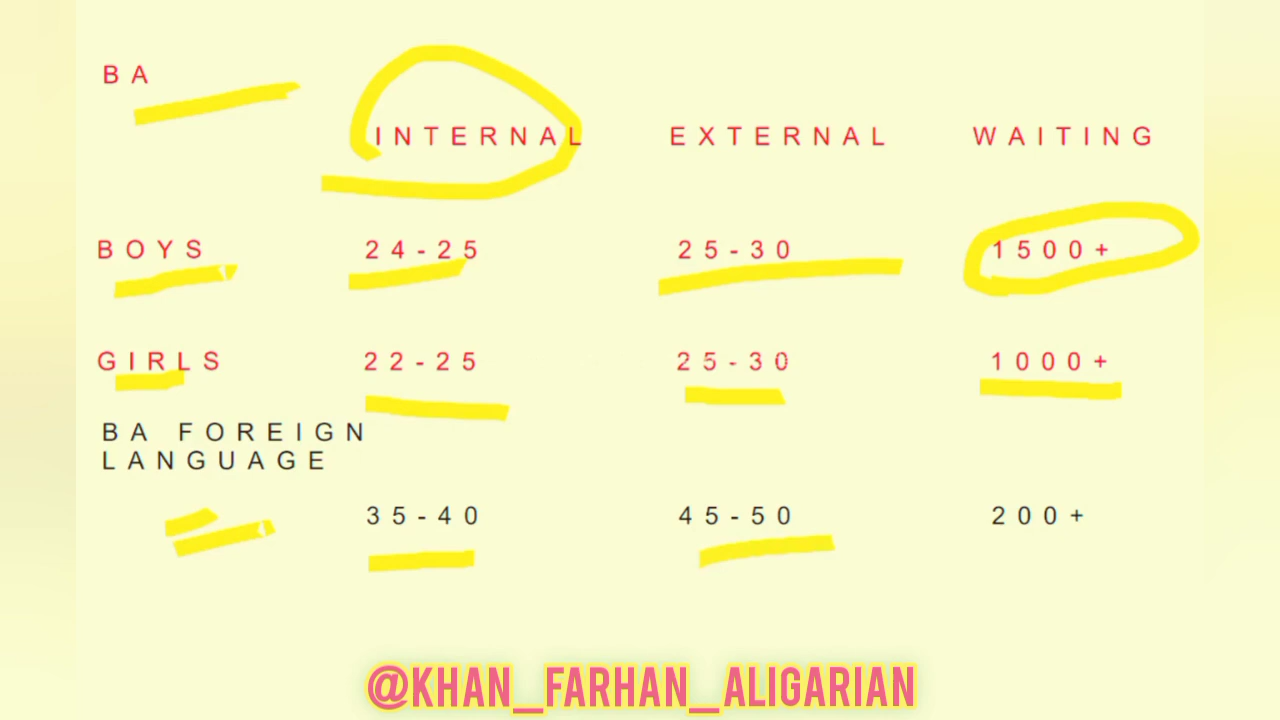 BA
INTERNAL EXTERNAL WAITING
BOYS 24-25 25-30 1500+
GIRLS 22-25 25-30 1000+
BA FOREIGN
LANGUAGE
35-40 45-50 200+
@KHAN_FARHAN_ALIGARIAN